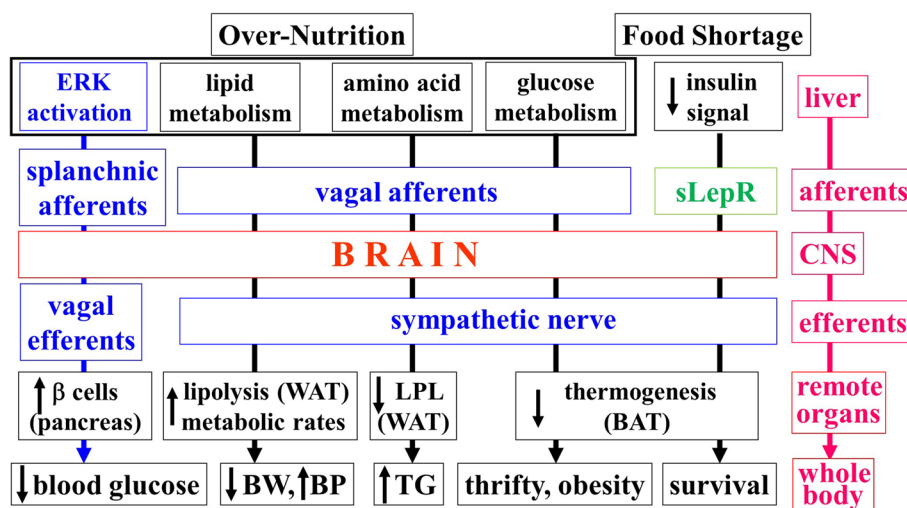 Over-Nutrition
Food Shortage
ERK
activation
lipid
metabolism
amino acid
metabolism
glucose
metabolism
↓ insulin
signal
liver
splanchnic
afferents
vagal afferents
sLepR
afferents
BRAIN
CNS
vagal
efferents
sympathetic nerve
efferents
↑ β cells
(pancreas)
↑ lipolysis (WAT)
metabolic rates
↓ LPL
(WAT)
↓ thermogenesis
(BAT)
remote
organs
↓ blood glucose
↓ BW, ↑ BP
↑ TG
thrifty, obesity
survival
whole
body